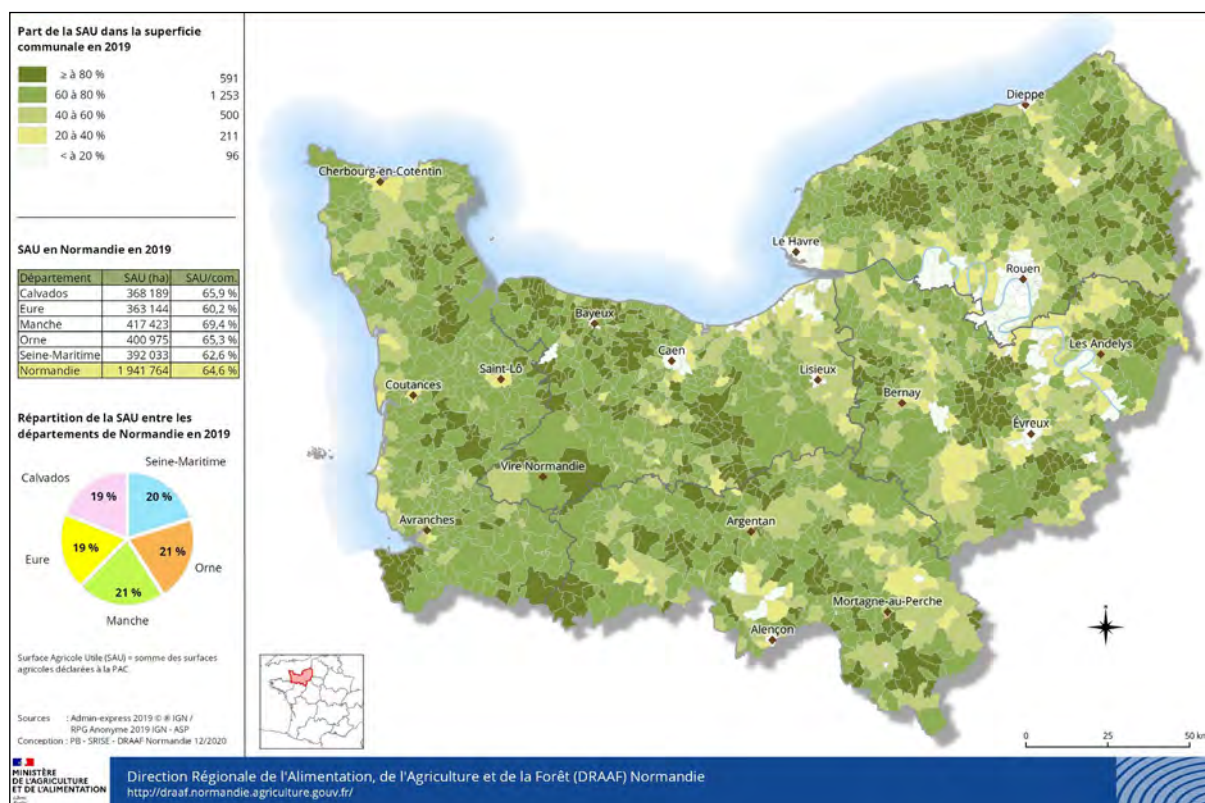 Part de la SAU dans la superficie
communale en 2019
≥ à 80 % 591
60 à 80 % 1 253
40 à 60 % 500
20 à 40 % 211
< à 20 % 96
SAU en Normandie en 2019
Département SAU (ha) SAU/com.
Calvados 368 189 65,9 %
Eure 363 144 60,2 %
Manche 417 423 69,4 %
Orne 400 975 65,3 %
Seine-Maritime 392 033 62,6 %
Normandie 1 941 764 64,6 %
Répartition de la SAU entre les
départements de Normandie en 2019
Seine-Maritime
Calvados
19 %
20 %
19 %
21 %
Eure
Orne
21 %
Manche
Surface Agricole Utile (SAU) = somme des surfaces
agricoles déclarées à la PAC
Sources : Admin-express 2019 © ® IGN /
RPG Anonyme 2019 IGN - ASP
Conception : PB - SRISE - DRAAF Normandie 12/2020
Dieppe
Cherbourg-en-Cotentin
Le Havre
Rouen
Bayeux
Caen
Les Andelys
Saint-Lô
Lisieux
Coutances
Bernay
Évreux
Vire Normandie
Avranches
Argentan
Mortagne-au-Perche
Alençon
0 25 50 km
MINISTÈRE
DE L'AGRICULTURE
ET DE L'ALIMENTATION
Direction Régionale de l'Alimentation, de l'Agriculture et de la Forêt (DRAAF) Normandie
http://draaf.normandie.agriculture.gouv.fr/